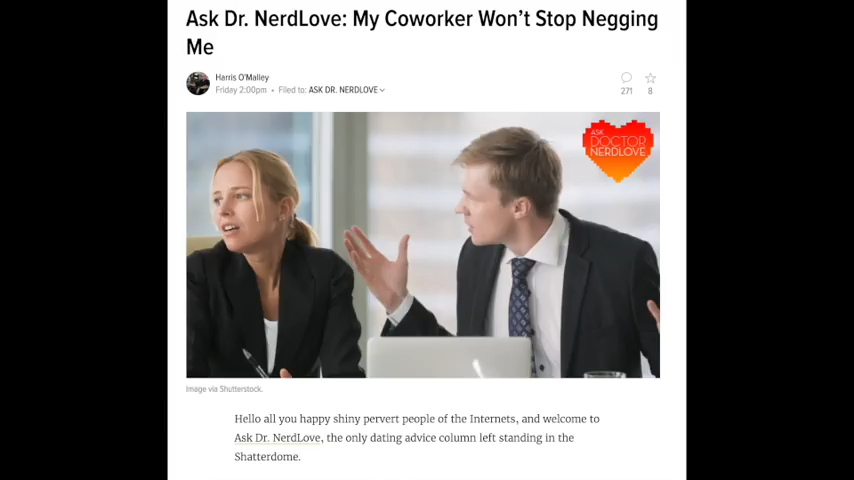 Ask Dr. NerdLove: My Coworker Won’t Stop Negging
Me
Harris O'Malley
Friday 2:00pm • Filed to: ASK DR. NERDLOVE
271
8
ASK
DOCTOR
NERDLOVE
Image via Shutterstock.
Hello all you happy shiny pervert people of the Internets, and welcome to
Ask Dr. NerdLove, the only dating advice column left standing in the
Shatterdome.